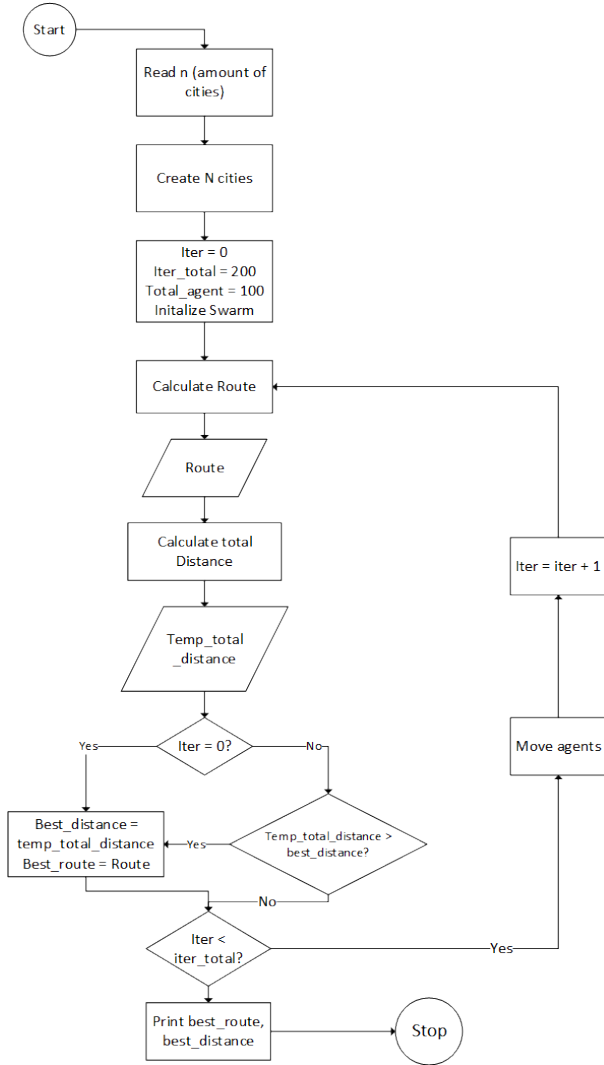 Start
Read n (amount of
cities)
Create N cities
Iter = 0
Iter_total = 200
Total_agent = 100
Initalize Swarm
Calculate Route
Route
Calculate total
Distance
Iter = iter + 1
Temp_total
_distance
Move agents
Iter = 0?
Yes
No
Best_distance =
temp_total_distance
Best_route = Route
Yes
Temp_total_distance >
best_distance?
No
Iter <
iter_total?
Yes
Print best_route,
best_distance
Stop